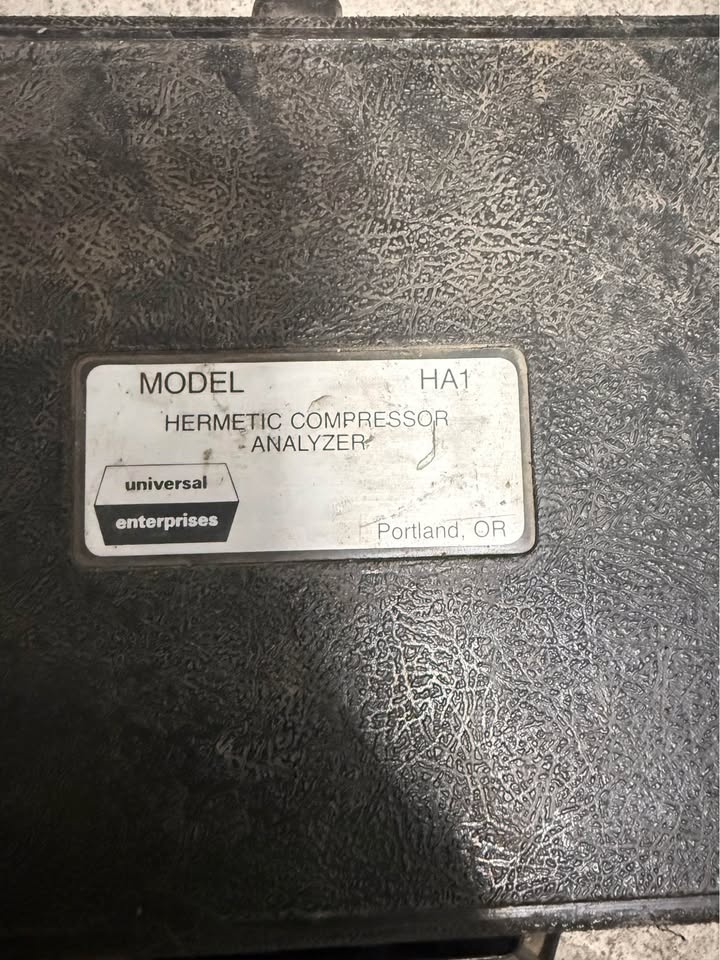 MODEL HA1
HERMETIC COMPRESSOR
ANALYZER
universal
enterprises
Portland, OR